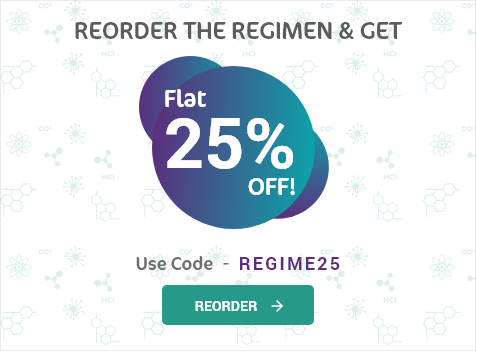 REORDER THE REGIMEN & GET
Flat
25%
OFF!
Use Code - REGIME25
REORDER →